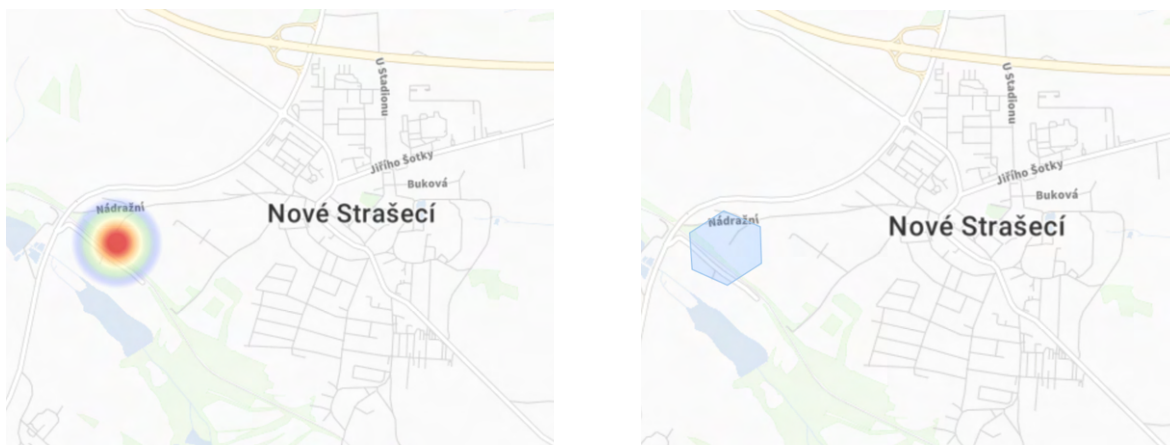 U Stadionu
Jiřího Šotky
Buková
Nádražní
Nové Strašecí
U Stadionu
Jiřího Šotky
Buková
Nádražní
Nové Strašecí